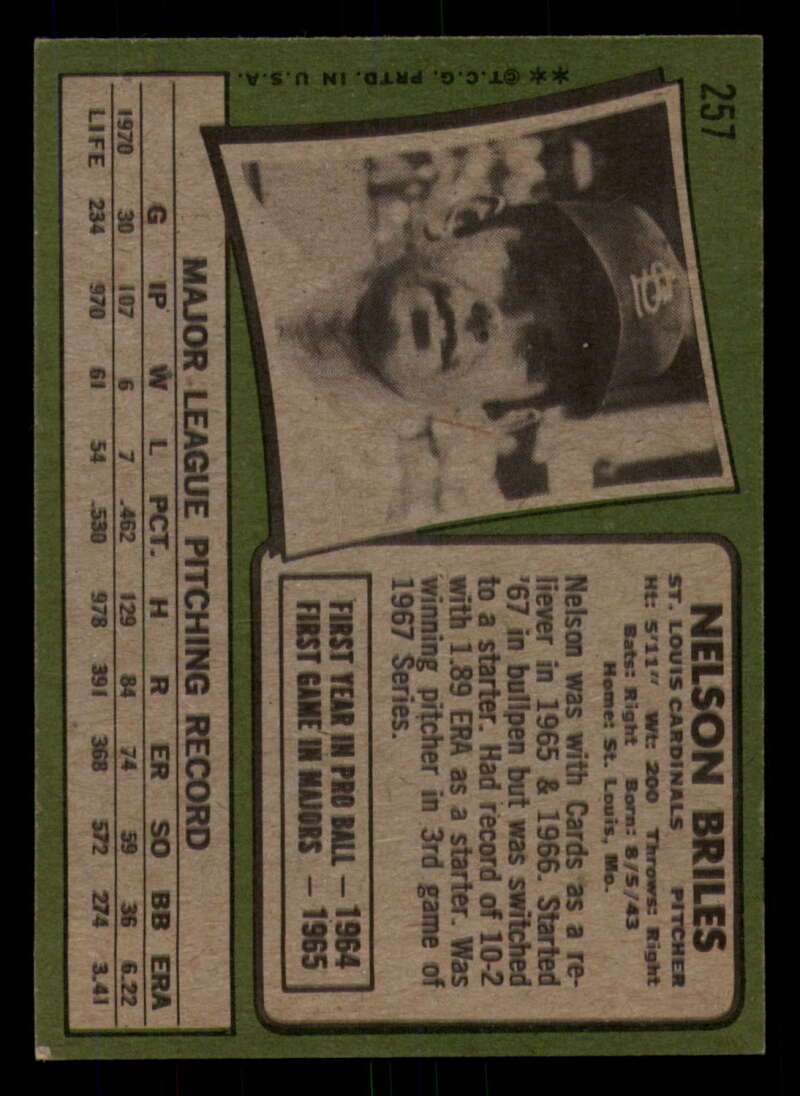 257
**©T.C.G. PRTD. IN U.S.A.
StL
NELSON BRILES
ST. LOUIS CARDINALS PITCHER
Ht: 5'11" Wt: 200 Throws: Right
Bats: Right Born: 8/5/43
Home: St. Louis, Mo.
Nelson was with Cards as a re-
liever in 1965 & 1966. Started
'67 in bullpen but was switched
to a starter. Had record of 10-2
with 1.89 ERA as a starter. Was
winning pitcher in 3rd game of
1967 Series.
FIRST YEAR IN PRO BALL — 1964
FIRST GAME IN MAJORS — 1965
MAJOR LEAGUE PITCHING RECORD
G IP W L PCT. H R ER SO BB ERA
1970 30 107 6 7 .462 129 84 74 59 36 6.22
LIFE 234 970 61 54 .530 978 391 368 572 274 3.41